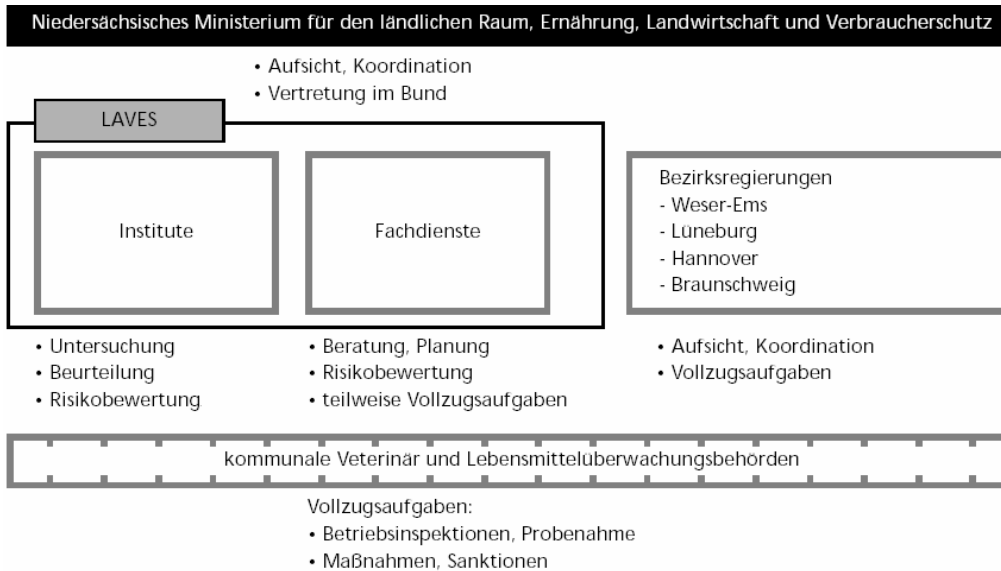 Niedersächsisches Ministerium für den ländlichen Raum, Ernährung, Landwirtschaft und Verbraucherschutz
• Aufsicht, Koordination
• Vertretung im Bund
LAVES
Institute
Fachdienste
Bezirksregierungen
- Weser-Ems
- Lüneburg
- Hannover
- Braunschweig
• Untersuchung
• Beurteilung
• Risikobewertung
• Beratung, Planung
• Risikobewertung
• teilweise Vollzugsaufgaben
• Aufsicht, Koordination
• Vollzugsaufgaben
kommunale Veterinär und Lebensmittelüberwachungsbehörden
Vollzugsaufgaben:
• Betriebsinspektionen, Probenahme
• Maßnahmen, Sanktionen